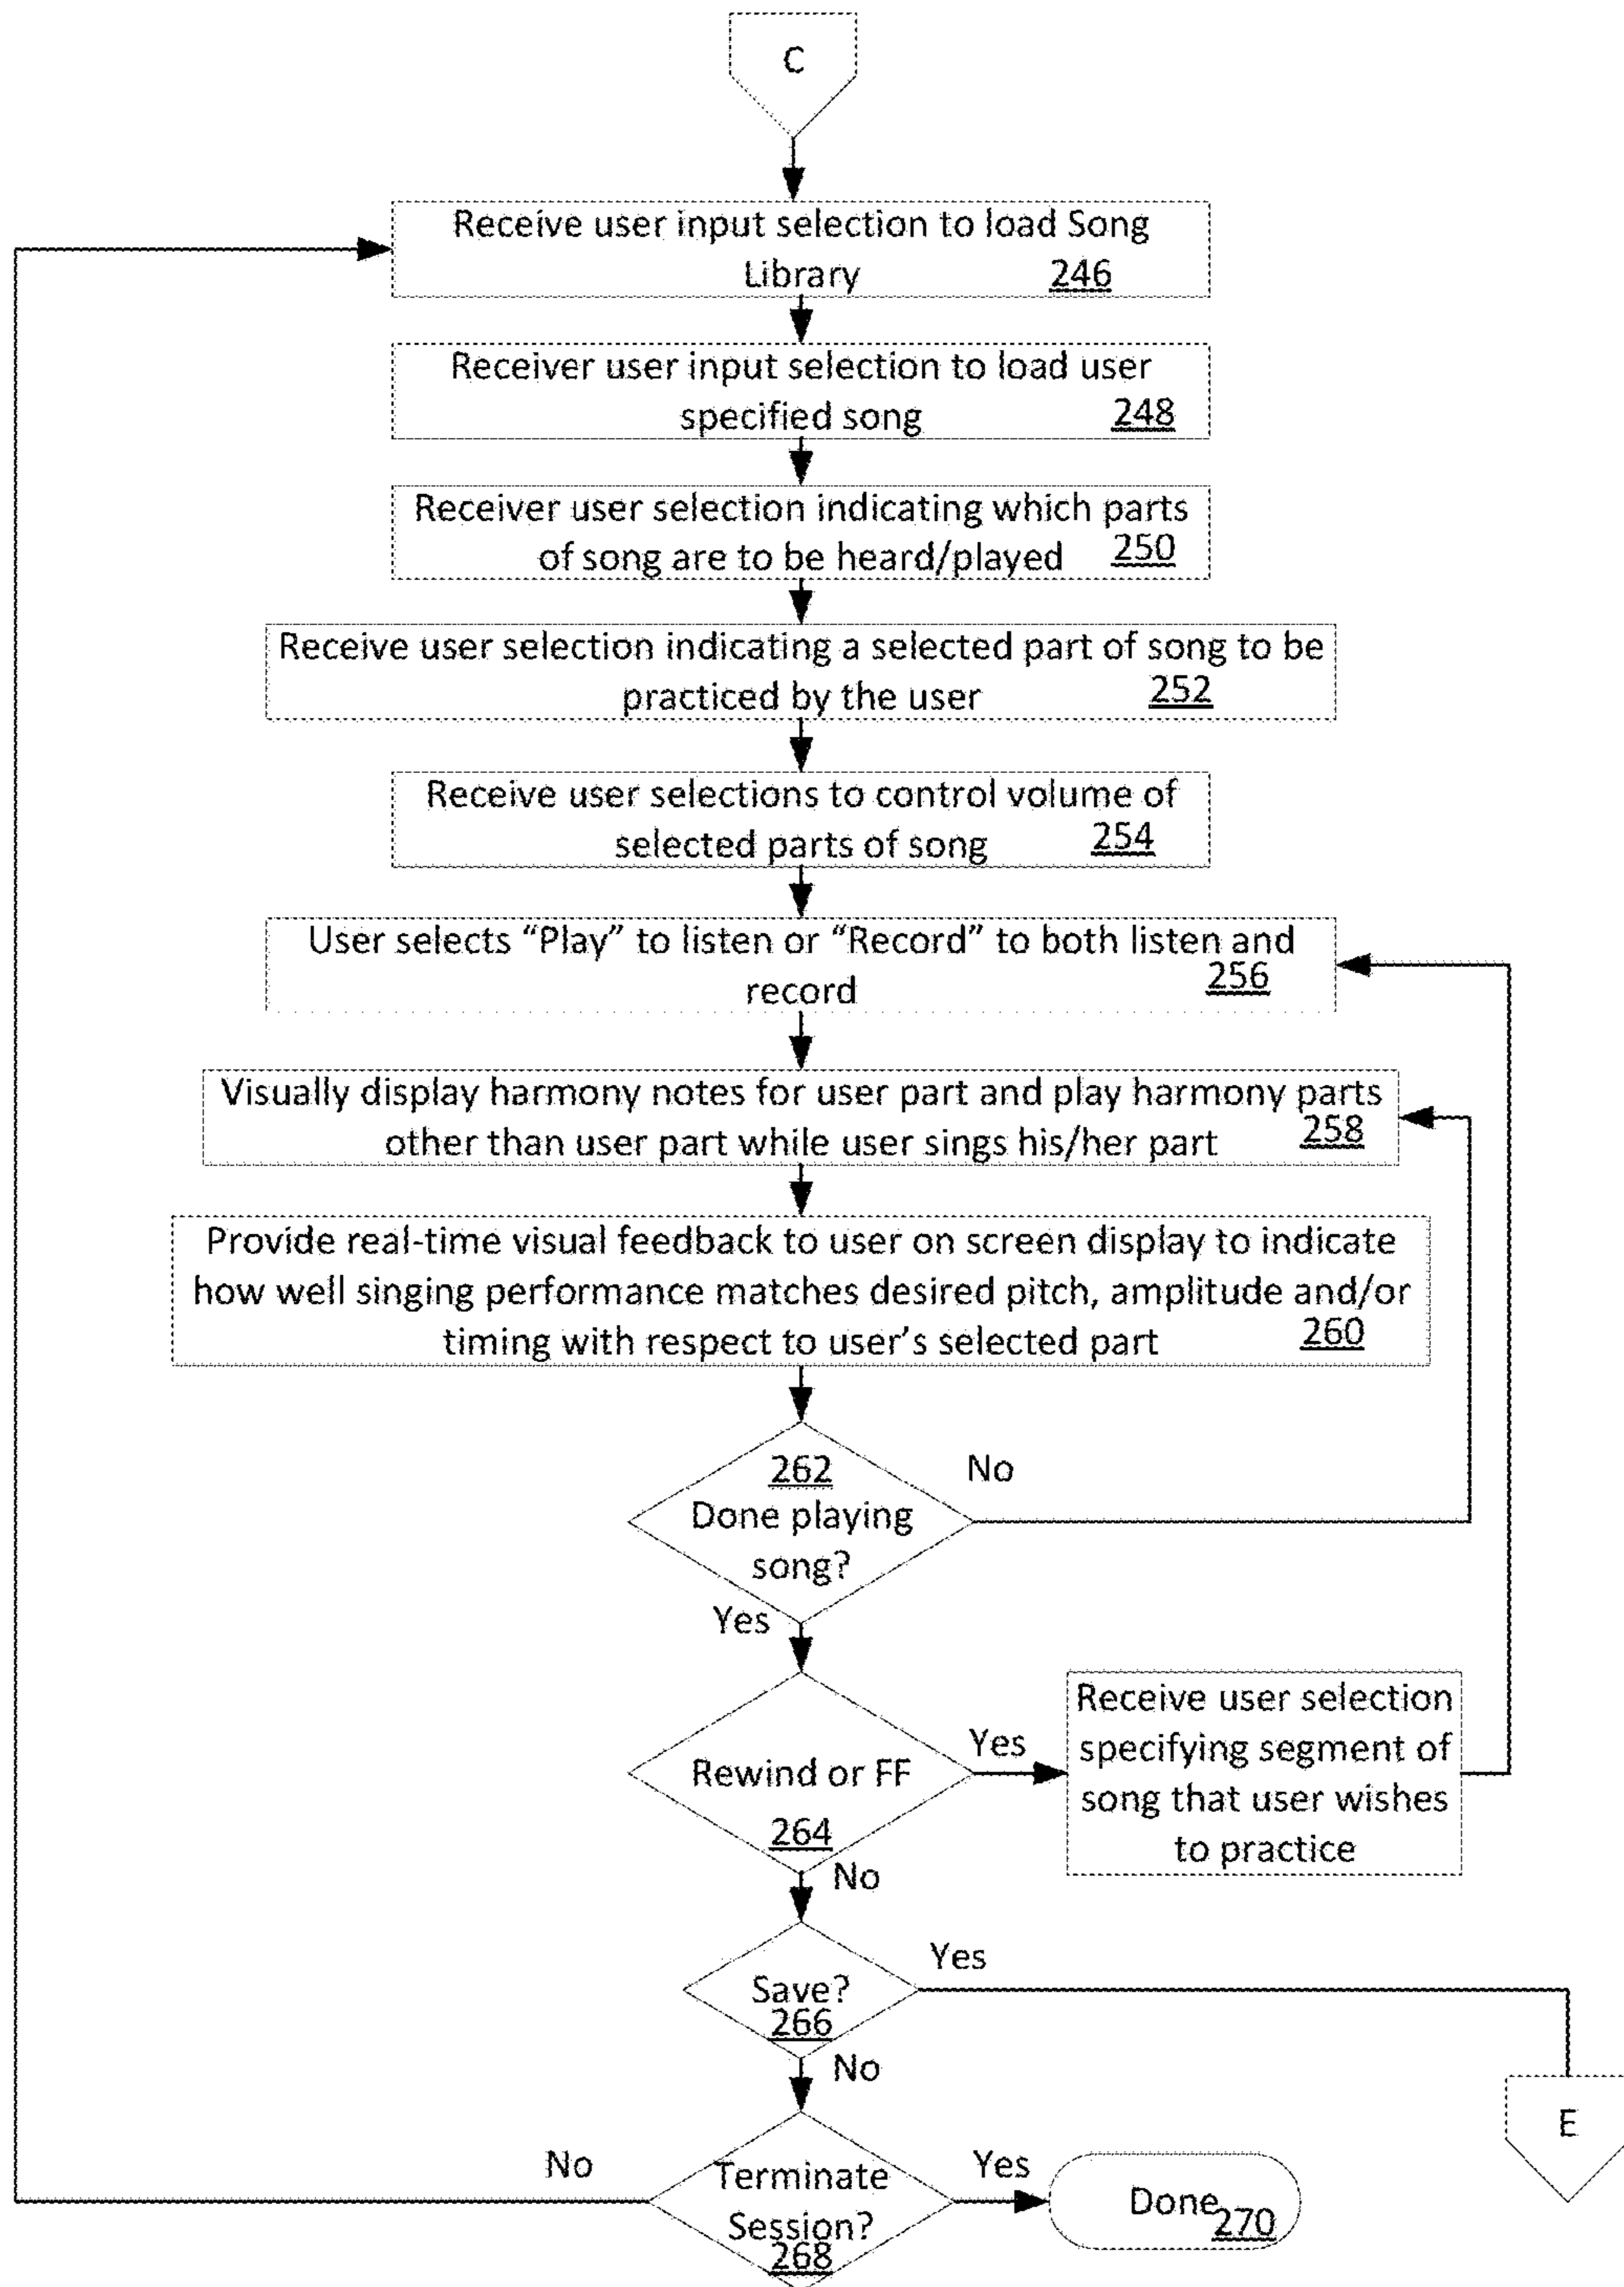 C
Receive user input selection to load Song
Library 246
Receiver user input selection to load user
specified song 248
Receiver user selection indicating which parts
of song are to be heard/played 250
Receive user selection indicating a selected part of song to be
practiced by the user 252
Receive user selections to control volume of
selected parts of song 254
User selects “Play” to listen or “Record” to both listen and
record 256
Visually display harmony notes for user part and play harmony parts
other than user part while user sings his/her part 258
Provide real-time visual feedback to user on screen display to indicate
how well singing performance matches desired pitch, amplitude and/or
timing with respect to user’s selected part 260
262
Done playing
song?
No
Yes
Rewind or FF
264
Yes
Receive user selection
specifying segment of
song that user wishes
to practice
No
Save?
266
Yes
E
No
Terminate
Session?
268
No
Yes
Done 270